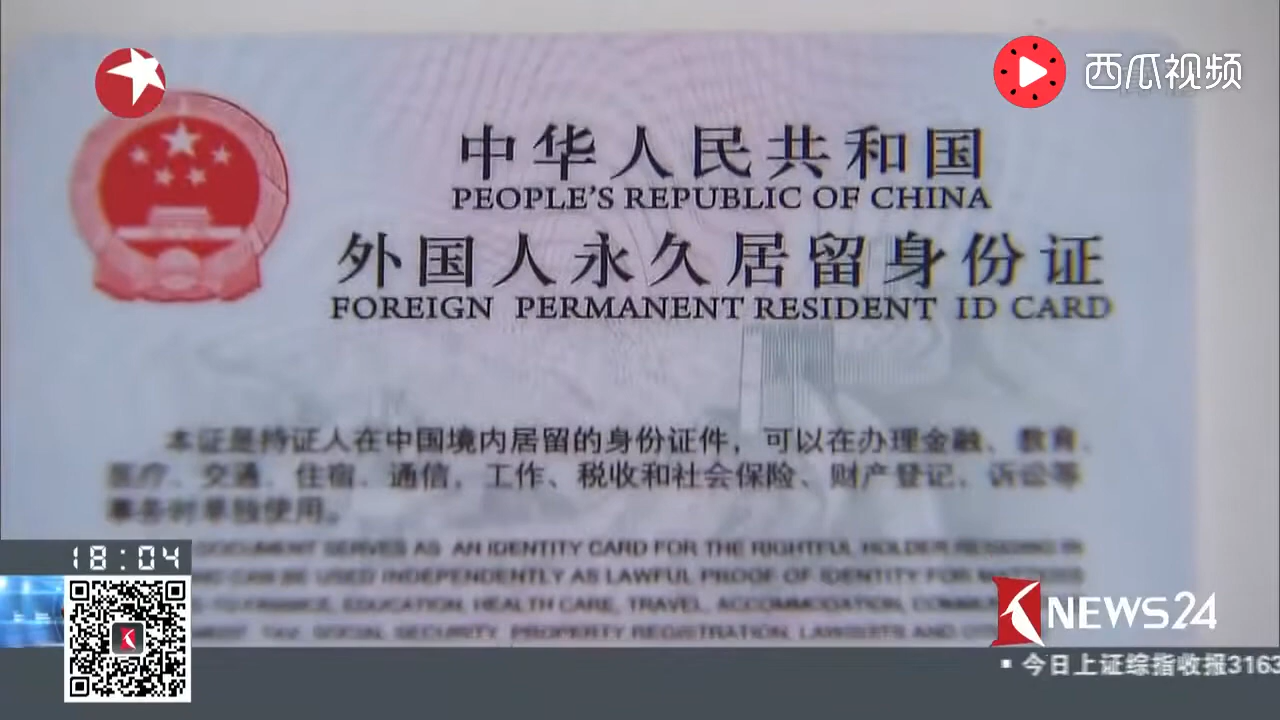 西瓜视频
中华人民共和国
PEOPLE'S REPUBLIC OF CHINA
外国人永久居留身份证
FOREIGN PERMANENT RESIDENT ID CARD
本证是持证人在中国境内居留的身份证件，可以在办理金融、教育、
医疗、交通、住宿、通信、工作、税收和社会保险、财产登记、诉讼等
事务时单独使用。
DOCUMENT SERVES AS AN IDENTITY CARD FOR THE RIGHTFUL HOLDER RESIDING IN
CAN BE USED INDEPENDENTLY AS LAWFUL PROOF OF IDENTITY FOR MATTERS
TO FINANCE, EDUCATION, HEALTH CARE, TRAVEL, ACCOMMODATION,
TAX, SOCIAL SECURITY, PROPERTY REGISTRATION, LAWSUITS AND
18:04
NEWS24
▪ 今日上证综指收报3163